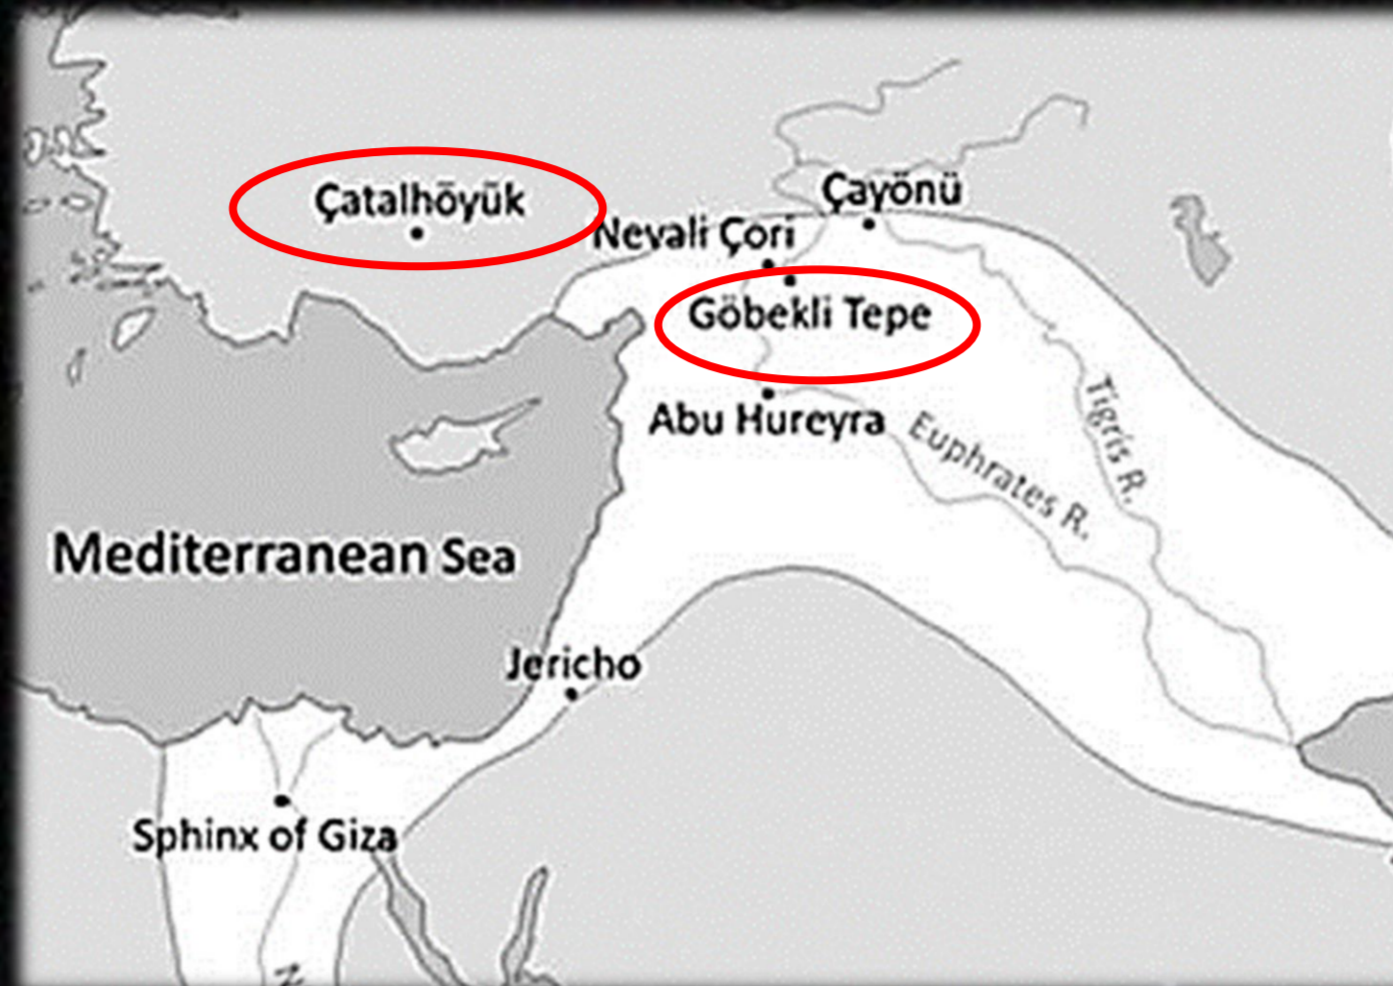 Çatalhöyük
Çayönü
Nevali Çori
Göbekli Tepe
Abu Hureyra
Euphrates R.
Tigris R.
Mediterranean Sea
Jericho
Sphinx of Giza
N